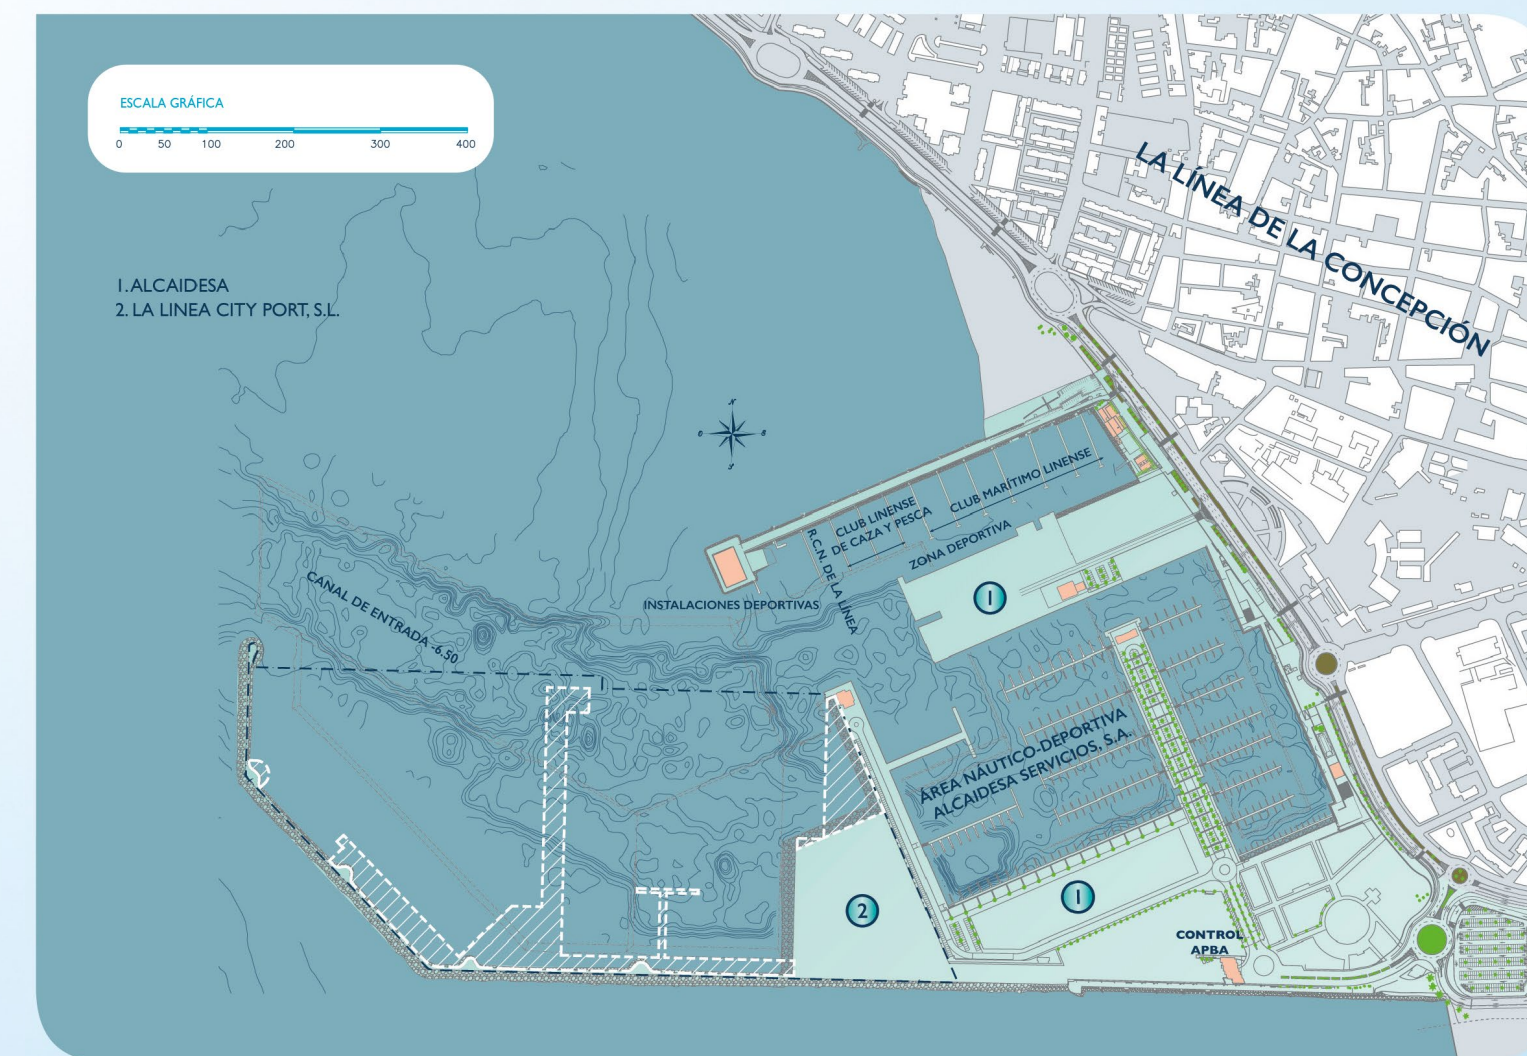 ESCALA GRÁFICA
0 50 100 200 300 400
1. ALCAIDESA
2. LA LINEA CITY PORT, S.L.
LA LÍNEA DE LA CONCEPCIÓN
N
O
E
S
CLUB MARÍTIMO LINENSE
CLUB LINENSE
DE CAZA Y PESCA
R.C.N. DE LA LÍNEA
ZONA DEPORTIVA
INSTALACIONES DEPORTIVAS
CANAL DE ENTRADA -6.50
1
ÁREA NÁUTICO-DEPORTIVA
ALCAIDESA SERVICIOS, S.A.
1
2
CONTROL
APBA